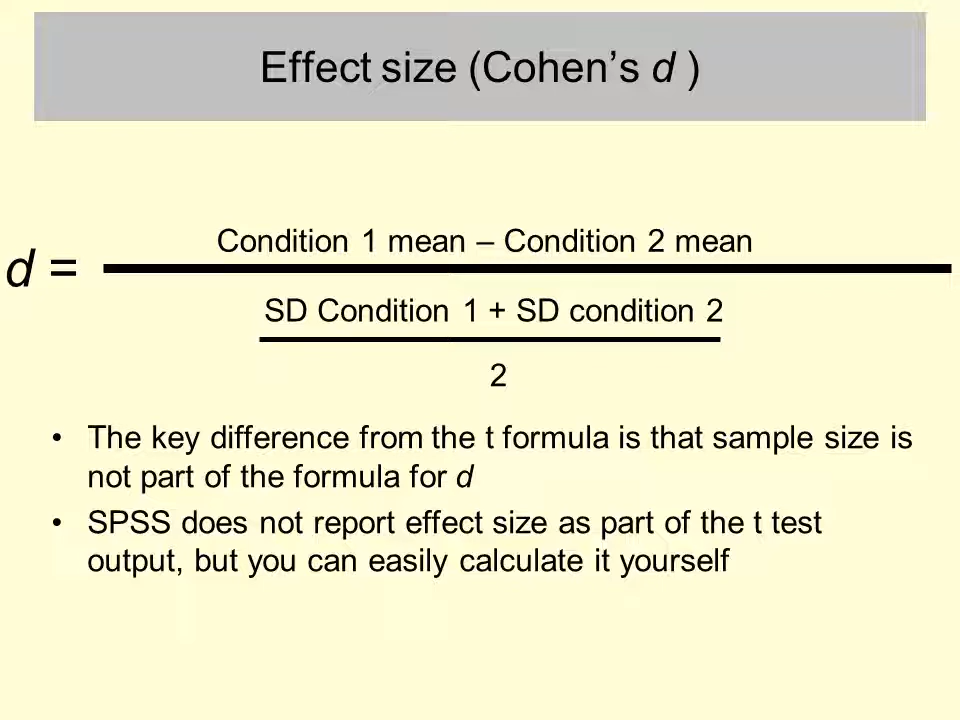 Effect size (Cohen’s d )
Condition 1 mean – Condition 2 mean
d =
SD Condition 1 + SD condition 2
2
• The key difference from the t formula is that sample size is
not part of the formula for d
• SPSS does not report effect size as part of the t test
output, but you can easily calculate it yourself